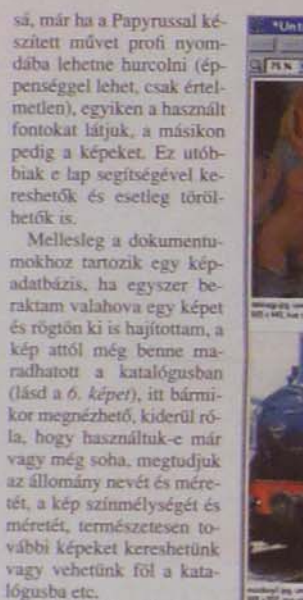 sá, már ha a Papyrussal ké-
szített művet profi nyom-
dába lehetne hurcolni (ép-
penséggel lehet, csak értel-
metlen), egyiken a használt
fontokat látjuk, a másikon
pedig a képeket. Ez utób-
biak e lap segítségével ke-
reshetők és esetleg töröl-
hetők is.
Mellesleg a dokumentu-
mokhoz tartozik egy kép-
adatbázis, ha egyszer be-
raktam valahova egy képet
és rögtön ki is hajítottam, a
kép attól még benne ma-
radhatott a katalógusban
(lásd a 6. képet), itt bármi-
kor megnézhető, kiderül ró-
la, hogy használtuk-e már
vagy még soha, megtudjuk
az állomány nevét és mére-
tét, a kép színmélységét és
méretét, természetesen to-
vábbi képeket kereshetünk
vagy vehetünk föl a kata-
lógusba etc.
75 %